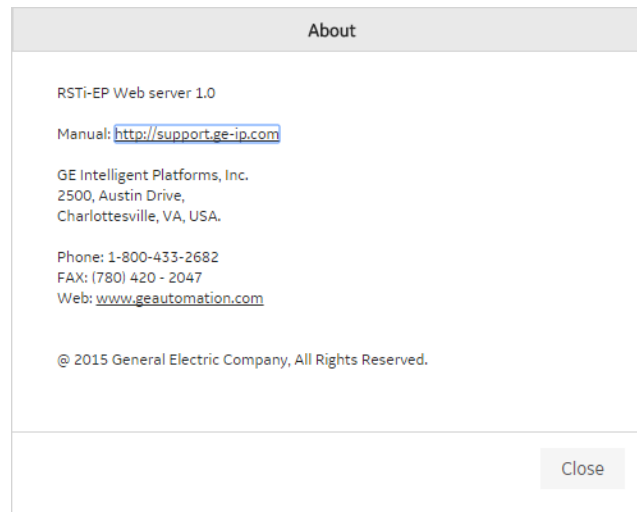 About
RSTi-EP Web server 1.0
Manual: http://support.ge-ip.com
GE Intelligent Platforms, Inc.
2500, Austin Drive,
Charlottesville, VA, USA.
Phone: 1-800-433-2682
FAX: (780) 420 - 2047
Web: www.geautomation.com
@ 2015 General Electric Company, All Rights Reserved.
Close